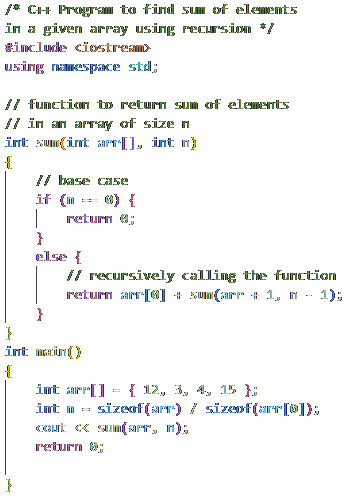 /* C++ Program to find sum of elements
in a given array using recursion */
#include <iostream>
using namespace std;
// function to return sum of elements
// in an array of size n
int sum(int arr[], int n)
{
// base case
if (n == 0) {
return 0;
}
else {
// recursively calling the function
return arr[0] + sum(arr + 1, n - 1);
}
}
int main()
{
int arr[] = { 12, 3, 4, 15 };
int n = sizeof(arr) / sizeof(arr[0]);
cout << sum(arr, n);
return 0;
}